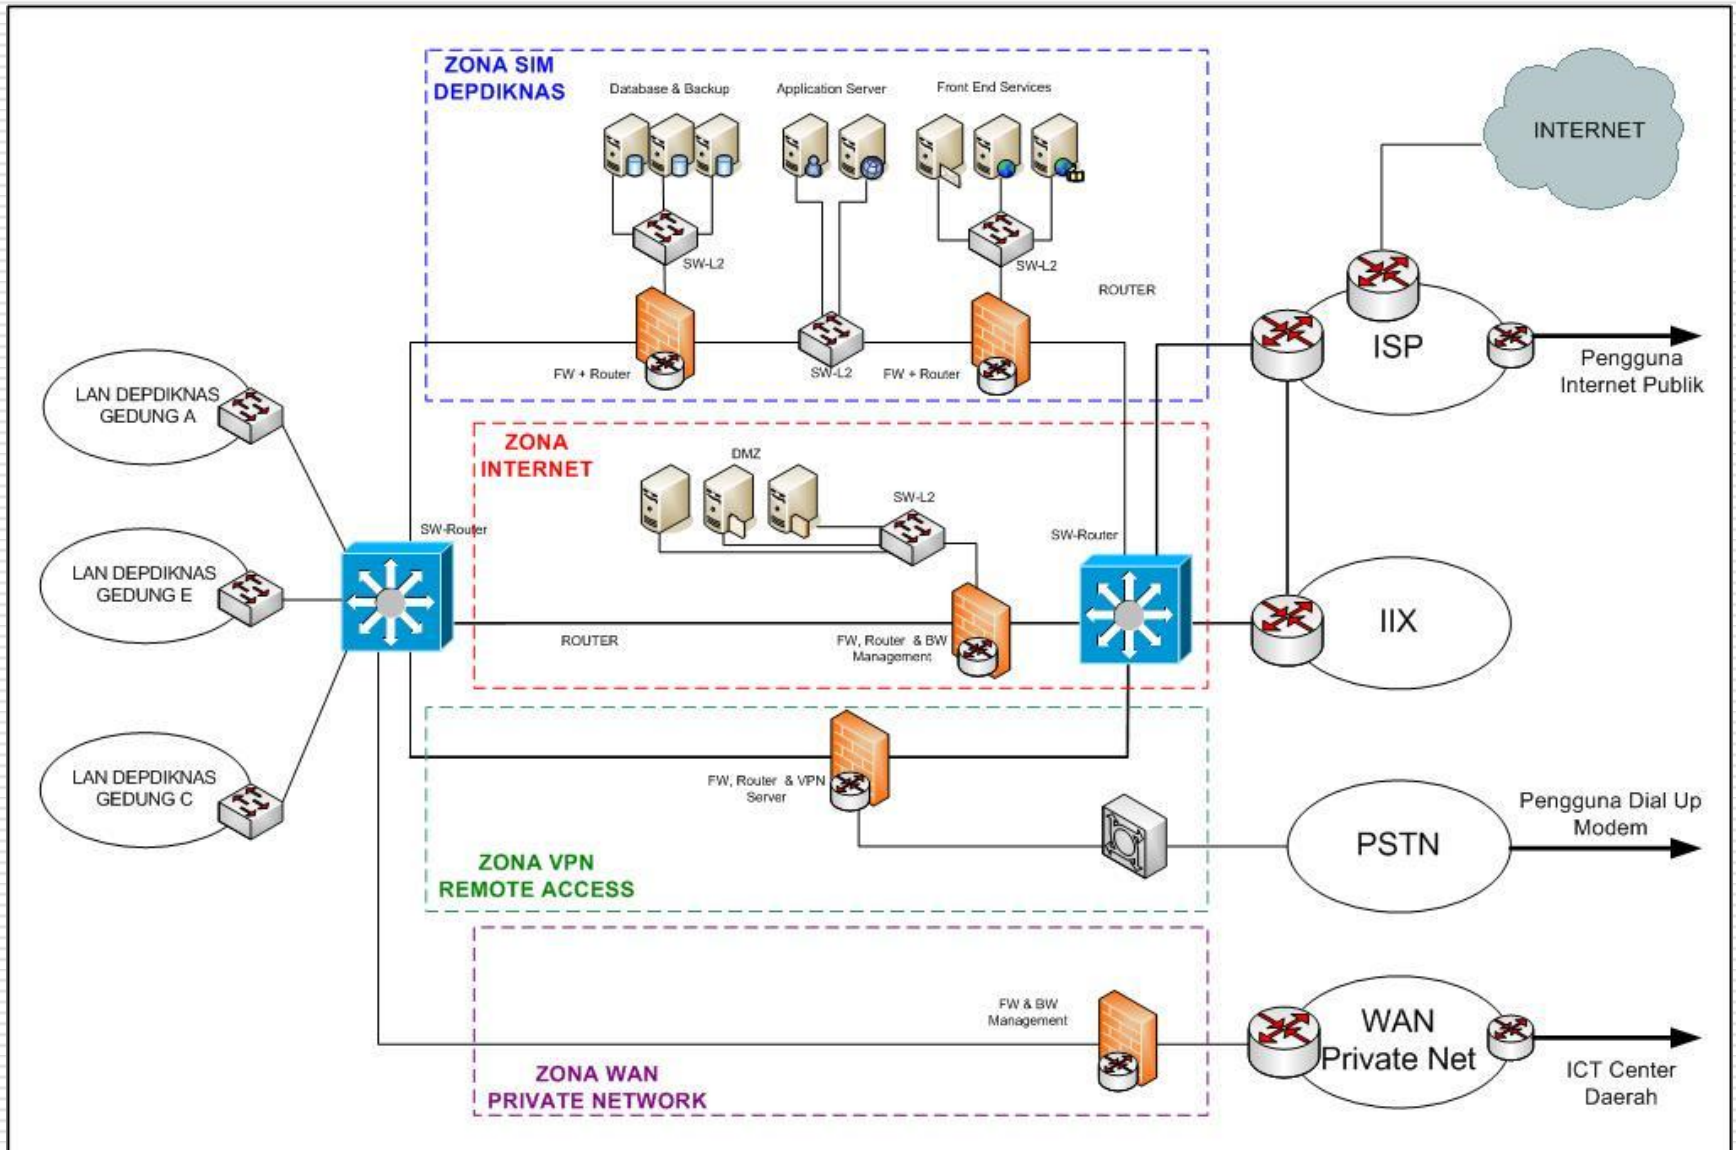 ZONA SIM
DEPDIKNAS
Database & Backup
Application Server
Front End Services
INTERNET
SW-L2
SW-L2
ROUTER
FW + Router
SW-L2
FW + Router
ISP
Pengguna
Internet Publik
LAN DEPDIKNAS
GEDUNG A
ZONA
INTERNET
DMZ
SW-L2
SW-Router
SW-Router
LAN DEPDIKNAS
GEDUNG E
ROUTER
FW, Router & BW
Management
IIX
LAN DEPDIKNAS
GEDUNG C
FW, Router & VPN
Server
ZONA VPN
REMOTE ACCESS
PSTN
Pengguna Dial Up
Modem
FW & BW
Management
ZONA WAN
PRIVATE NETWORK
WAN
Private Net
ICT Center
Daerah